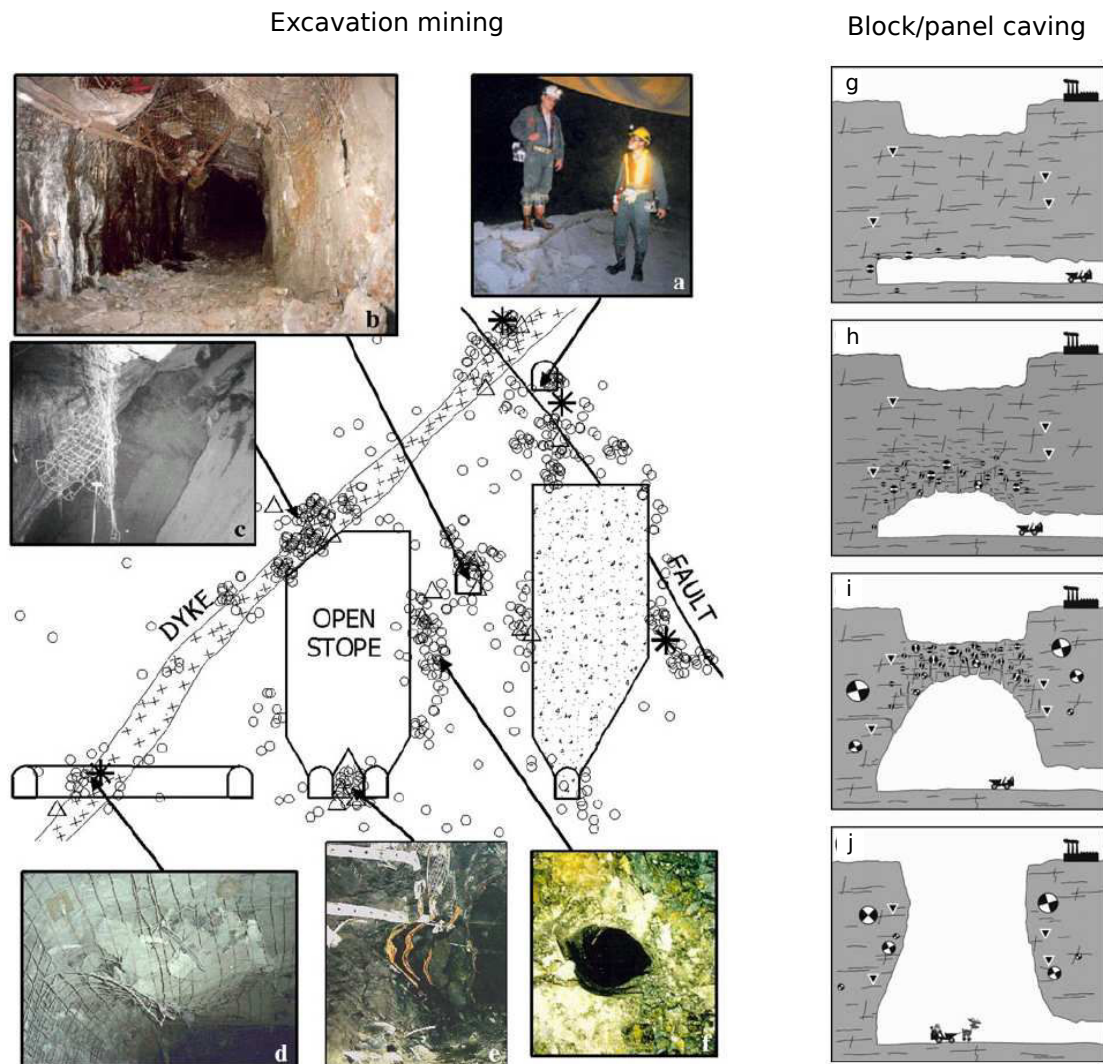 Excavation mining
Block/panel caving
b
a
c
DYKE
OPEN
STOPE
FAULT
d
e
f
g
h
i
j